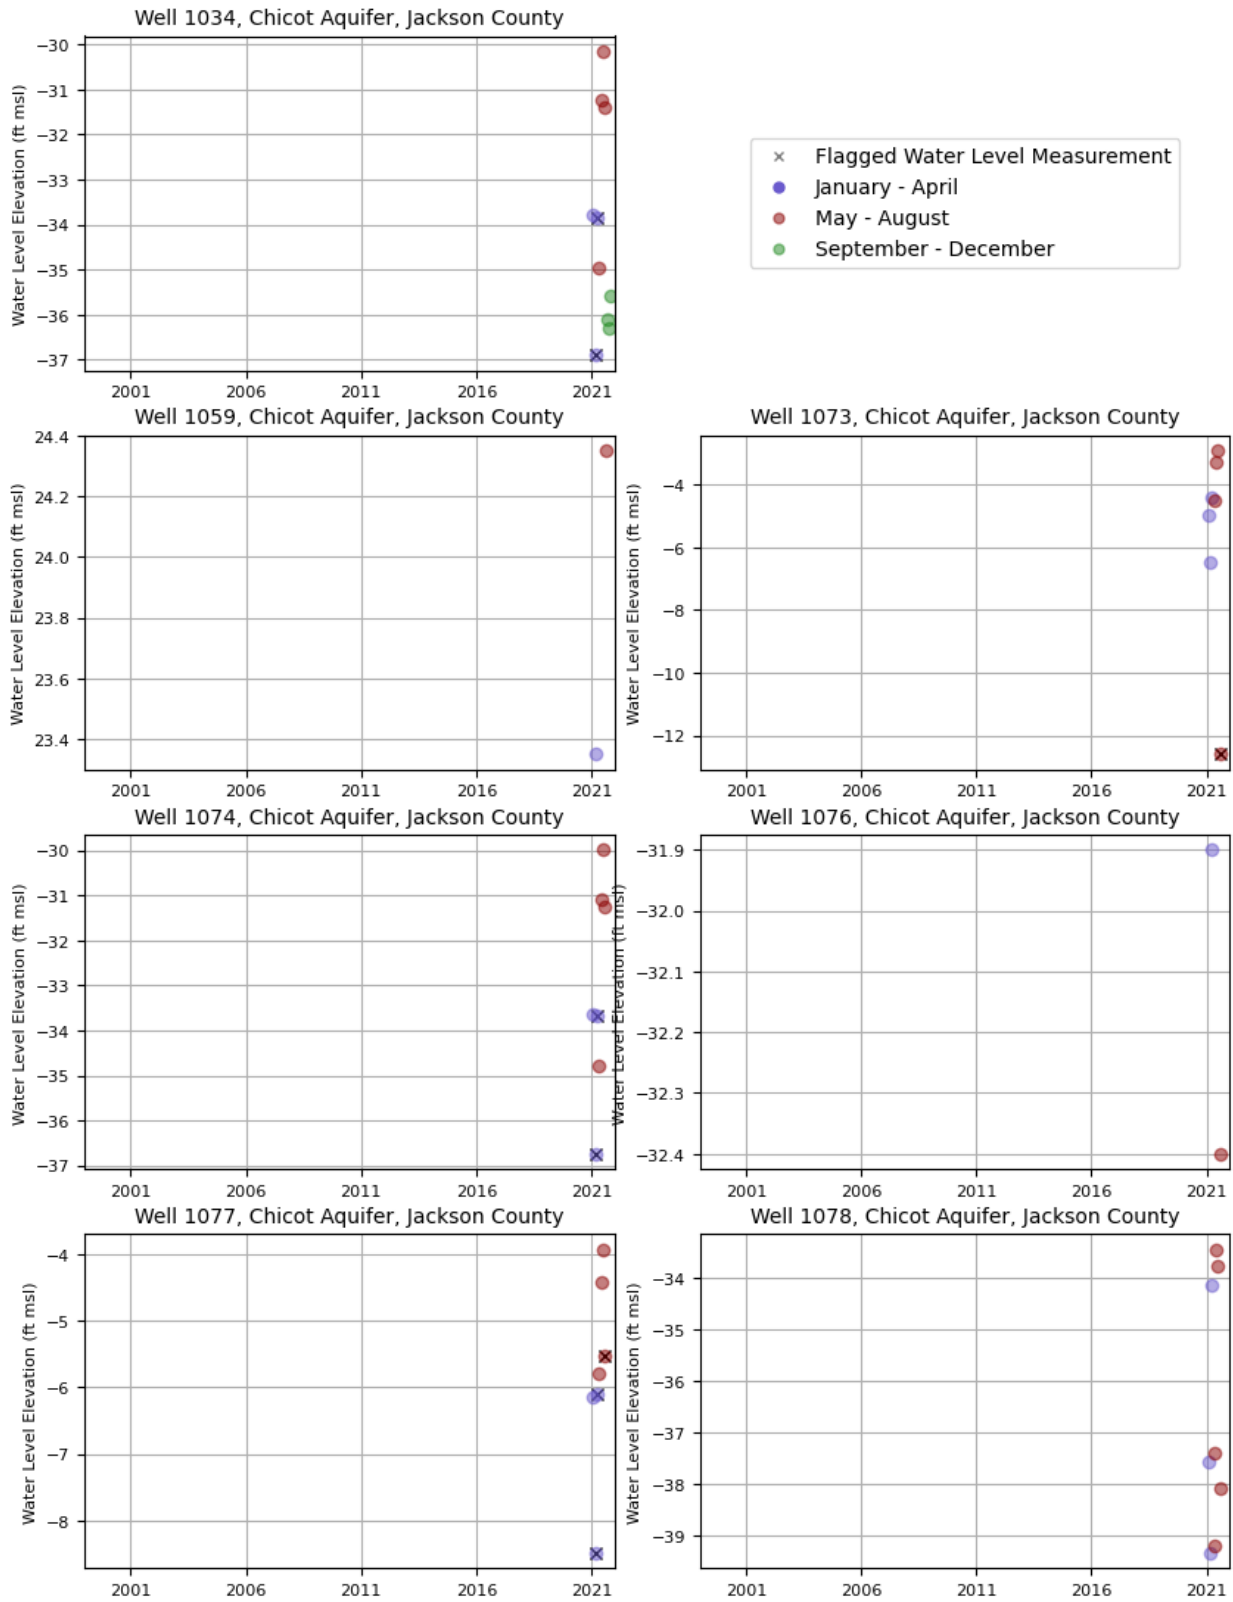 Well 1034, Chicot Aquifer, Jackson County
Water Level Elevation (ft msl)
−30
−31
−32
−33
−34
−35
−36
−37
2001 2006 2011 2016 2021
Flagged Water Level Measurement
January - April
May - August
September - December
Well 1059, Chicot Aquifer, Jackson County
Water Level Elevation (ft msl)
24.4
24.2
24.0
23.8
23.6
23.4
2001 2006 2011 2016 2021
Well 1073, Chicot Aquifer, Jackson County
Water Level Elevation (ft msl)
−4
−6
−8
−10
−12
2001 2006 2011 2016 2021
Well 1074, Chicot Aquifer, Jackson County
Water Level Elevation (ft msl)
−30
−31
−32
−33
−34
−35
−36
−37
2001 2006 2011 2016 2021
Well 1076, Chicot Aquifer, Jackson County
Water Level Elevation (ft msl)
−31.9
−32.0
−32.1
−32.2
−32.3
−32.4
2001 2006 2011 2016 2021
Well 1077, Chicot Aquifer, Jackson County
Water Level Elevation (ft msl)
−4
−5
−6
−7
−8
2001 2006 2011 2016 2021
Well 1078, Chicot Aquifer, Jackson County
Water Level Elevation (ft msl)
−34
−35
−36
−37
−38
−39
2001 2006 2011 2016 2021